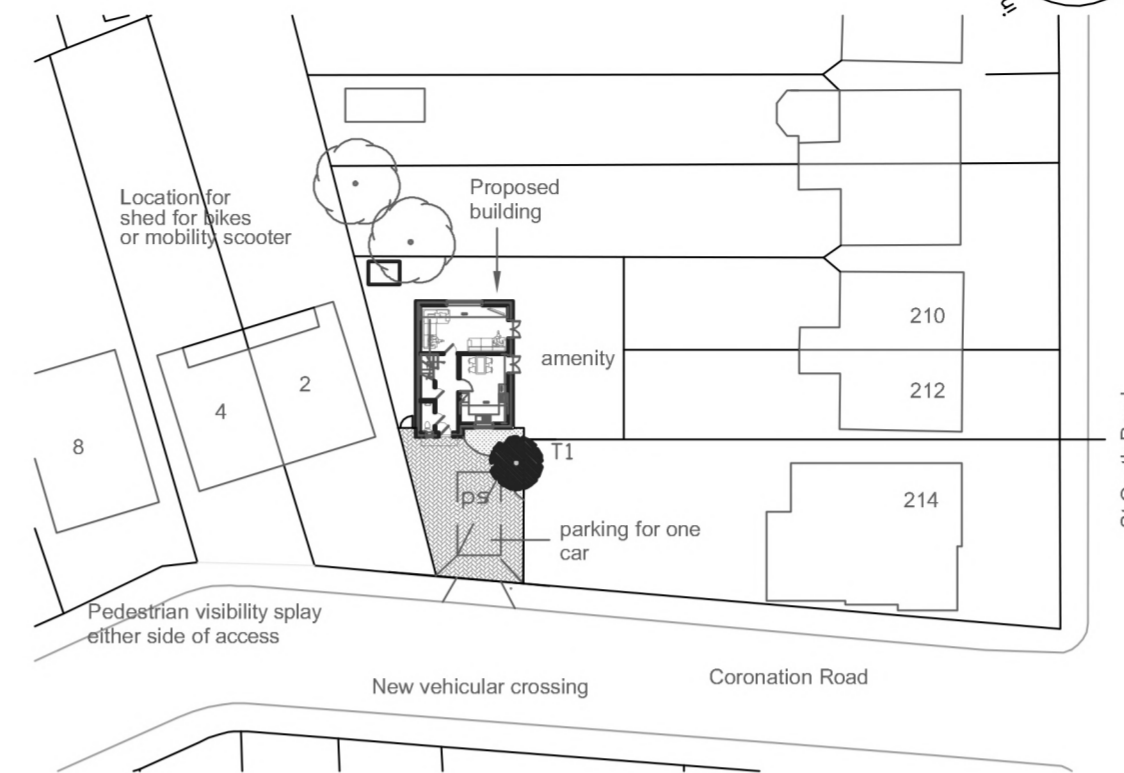 Location for
shed for bikes
or mobility scooter
Proposed
building
210
amenity
2
212
4
8
T1
214
ps
parking for one
car
Pedestrian visibility splay
either side of access
Coronation Road
New vehicular crossing